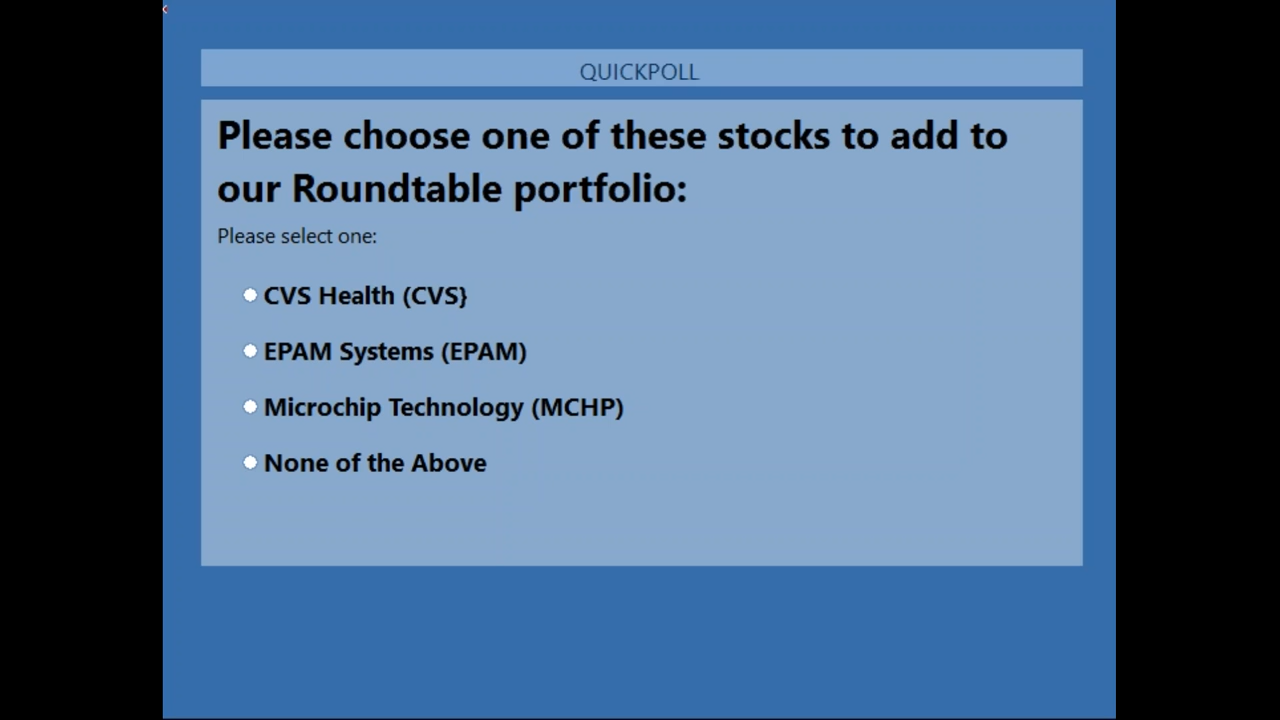 QUICKPOLL
Please choose one of these stocks to add to
our Roundtable portfolio:
Please select one:
CVS Health (CVS}
EPAM Systems (EPAM)
Microchip Technology (MCHP)
None of the Above